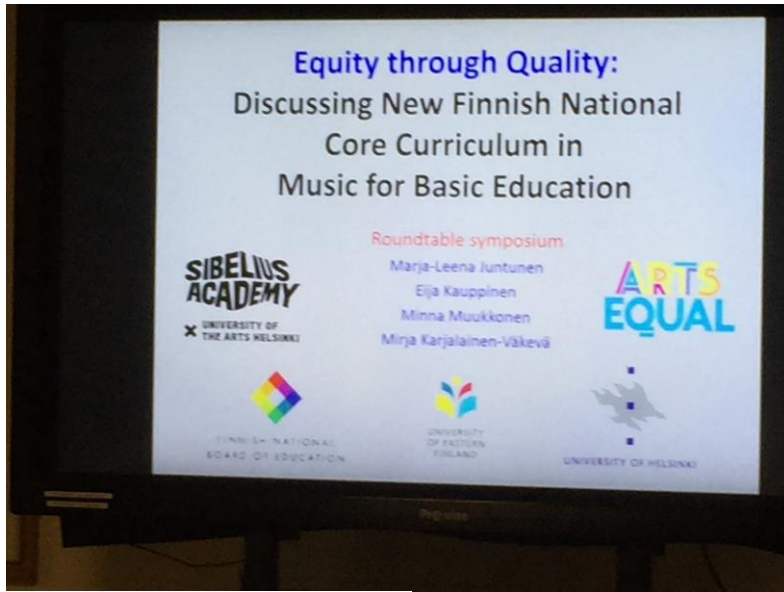 Equity through Quality:
Discussing New Finnish National
Core Curriculum in
Music for Basic Education
Roundtable symposium
Marja-Leena Juntunen
Eija Kauppinen
Minna Muukkonen
Mirja Karjalainen-Väkevä
SIBELIUS
ACADEMY
UNIVERSITY OF
THE ARTS HELSINKI
ARTS
EQUAL
FINNISH NATIONAL
BOARD OF EDUCATION
UNIVERSITY
OF EASTERN
FINLAND
UNIVERSITY OF HELSINKI